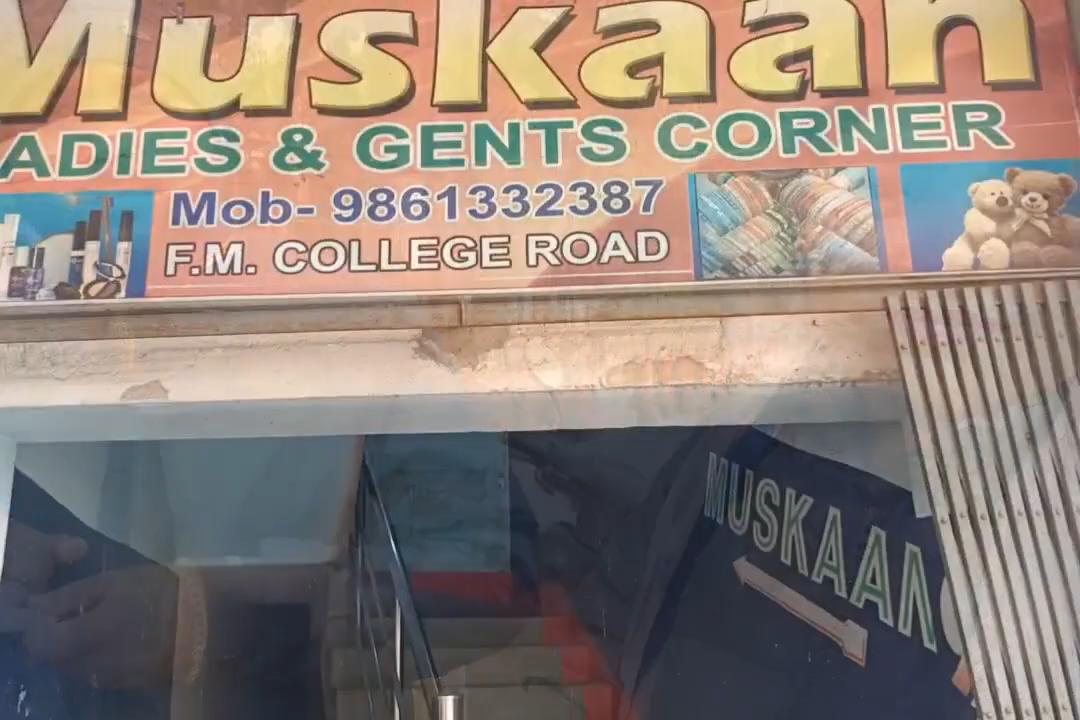 Muskaan
ADIES & GENTS CORNER
Mob- 9861332387
F.M. COLLEGE ROAD
MUSKAAN